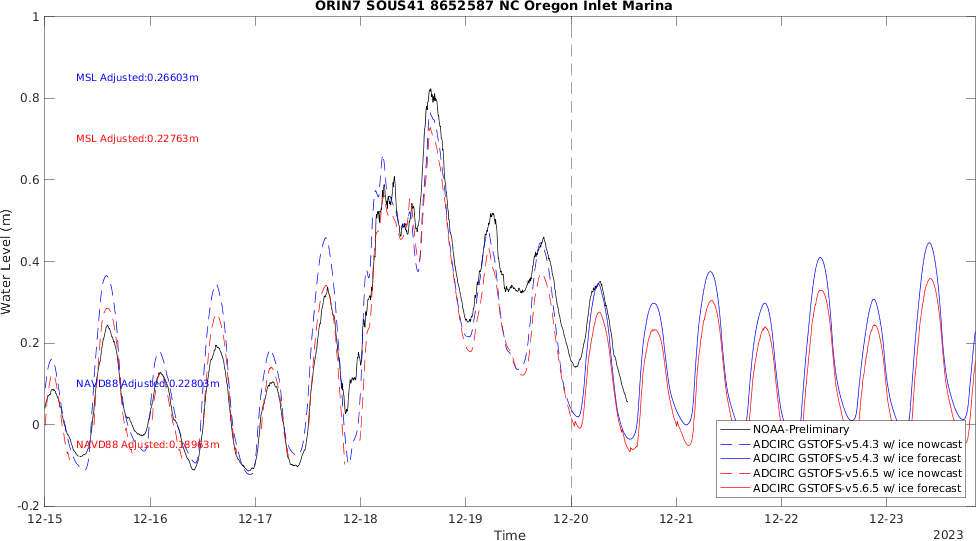 ORIN7 SOUS41 8652587 NC Oregon Inlet Marina
1
0.8
0.6
0.4
0.2
0
-0.2
Water Level (m)
MSL Adjusted:0.26603m
MSL Adjusted:0.22763m
NAVD88 Adjusted:0.22803m
NAVD88 Adjusted:0.18963m
NOAA-Preliminary
ADCIRC GSTOFS-v5.4.3 w/ ice nowcast
ADCIRC GSTOFS-v5.4.3 w/ ice forecast
ADCIRC GSTOFS-v5.6.5 w/ ice nowcast
ADCIRC GSTOFS-v5.6.5 w/ ice forecast
12-15 12-16 12-17 12-18 12-19 12-20 12-21 12-22 12-23
Time
2023